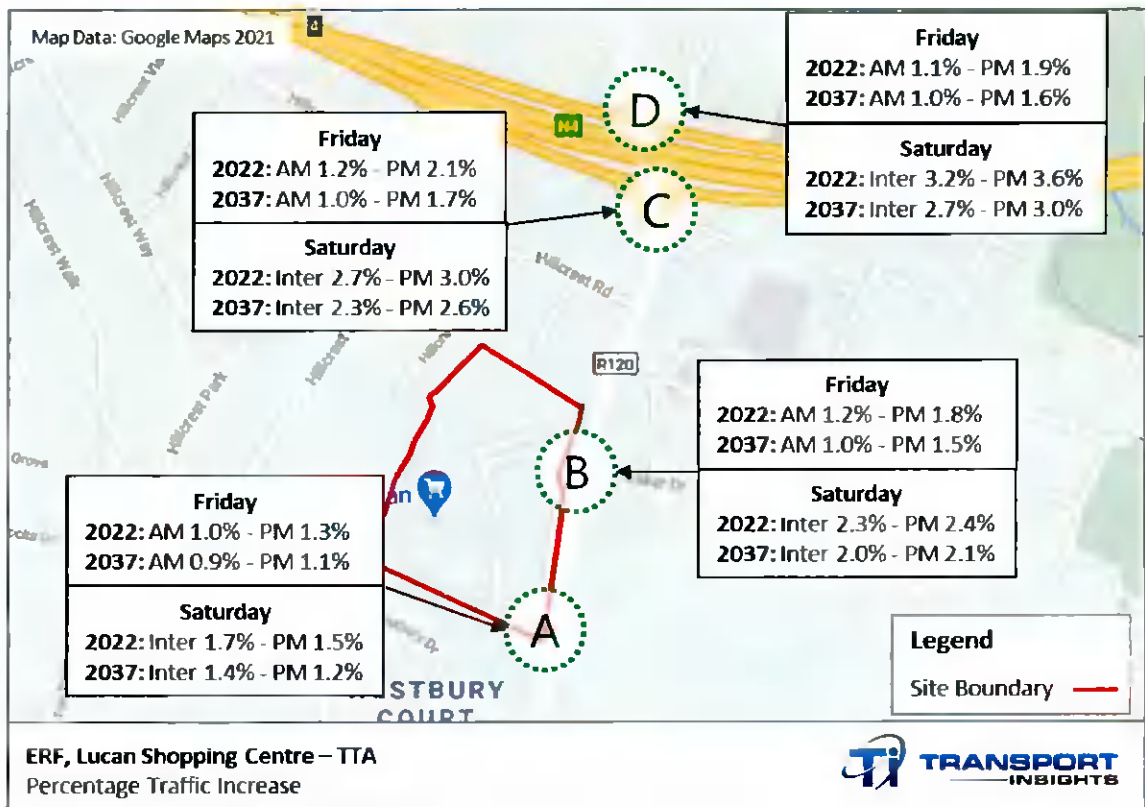 Map Data: Google Maps 2021
4
Friday
2022: AM 1.1% - PM 1.9%
2037: AM 1.0% - PM 1.6%
Saturday
2022: Inter 3.2% - PM 3.6%
2037: Inter 2.7% - PM 3.0%
D
N4
Friday
2022: AM 1.2% - PM 2.1%
2037: AM 1.0% - PM 1.7%
Saturday
2022: Inter 2.7% - PM 3.0%
2037: Inter 2.3% - PM 2.6%
C
Hillcrest Way
Hillcrest Walk
Hillcrest Rd
Hillcrest Park
R120
Friday
2022: AM 1.2% - PM 1.8%
2037: AM 1.0% - PM 1.5%
Saturday
2022: Inter 2.3% - PM 2.4%
2037: Inter 2.0% - PM 2.1%
B
Grove
an
Friday
2022: AM 1.0% - PM 1.3%
2037: AM 0.9% - PM 1.1%
Saturday
2022: Inter 1.7% - PM 1.5%
2037: Inter 1.4% - PM 1.2%
A
STBURY
COURT
Legend
Site Boundary
ERF, Lucan Shopping Centre – TTA
Percentage Traffic Increase
Ti TRANSPORT
INSIGHTS